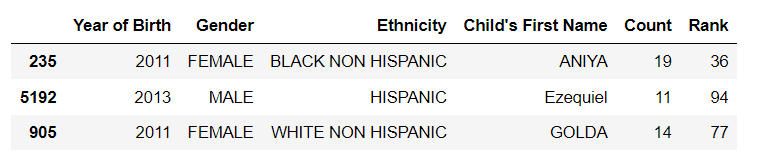 Year of Birth Gender Ethnicity Child's First Name Count Rank
235 2011 FEMALE BLACK NON HISPANIC ANIYA 19 36
5192 2013 MALE HISPANIC Ezequiel 11 94
905 2011 FEMALE WHITE NON HISPANIC GOLDA 14 77